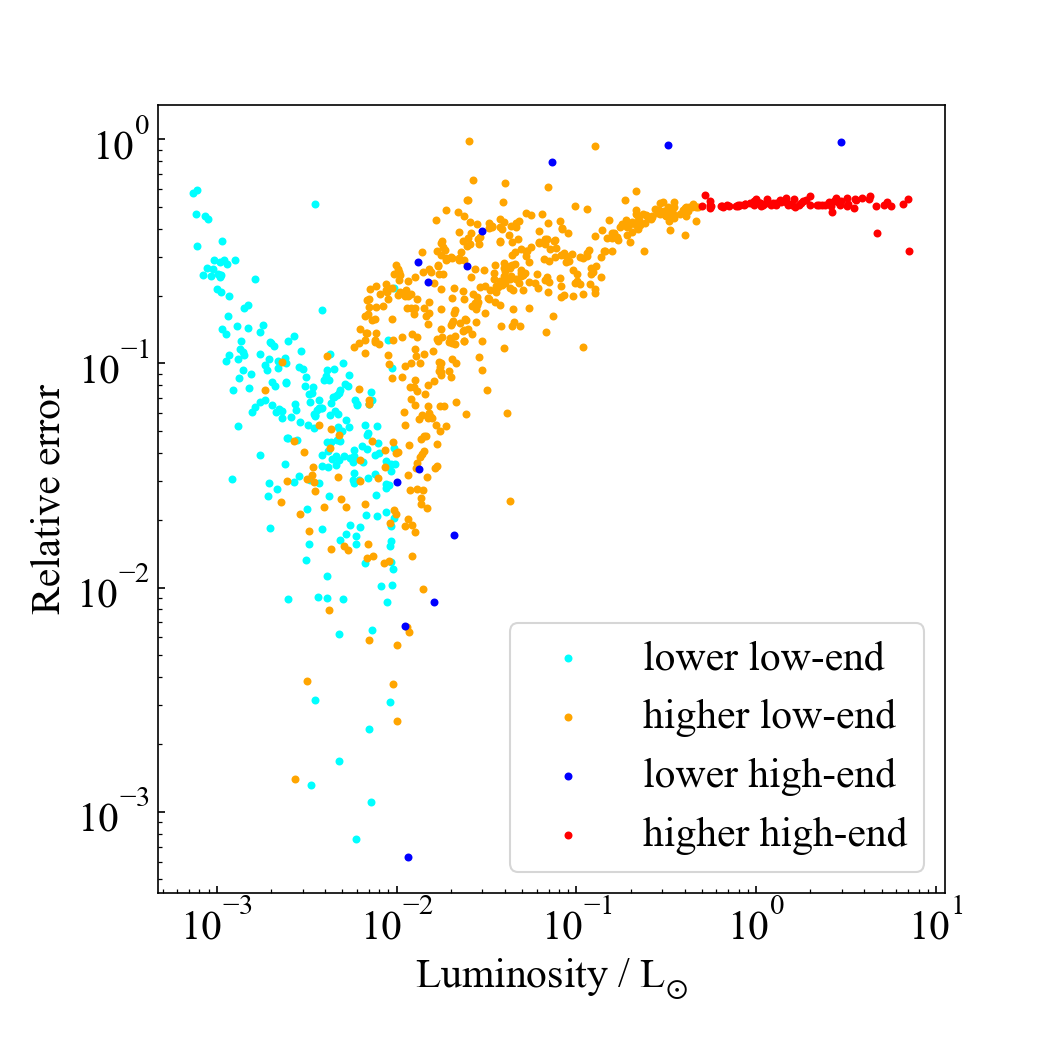 10⁰
10⁻¹
10⁻²
10⁻³
Relative error
lower low-end
higher low-end
lower high-end
higher high-end
10⁻³ 10⁻² 10⁻¹ 10⁰ 10¹
Luminosity / L☉